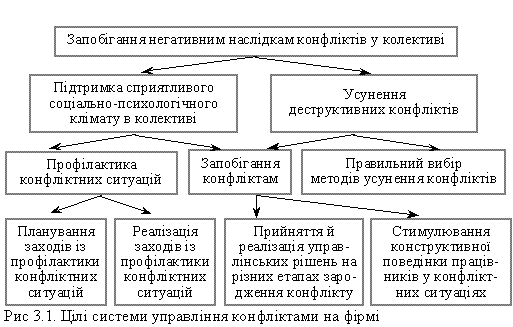 Запобігання негативним наслідкам конфліктів у колективі
Підтримка сприятливого
соціально-психологічного
клімату в колективі
Усунення
деструктивних конфліктів
Профілактика
конфліктних ситуацій
Запобігання
конфліктам
Правильний вибір
методів усунення конфліктів
Планування
заходів із
профілактики
конфліктних
ситуацій
Реалізація
заходів із
профілактики
конфліктних
ситуацій
Прийняття й
реалізація управ-
лінських рішень на
різних етапах заро-
дження конфлікту
Стимулювання
конструктивної
поведінки праців-
ників у конфлікт-
них ситуаціях
Рис 3.1. Цілі системи управління конфліктами на фірмі